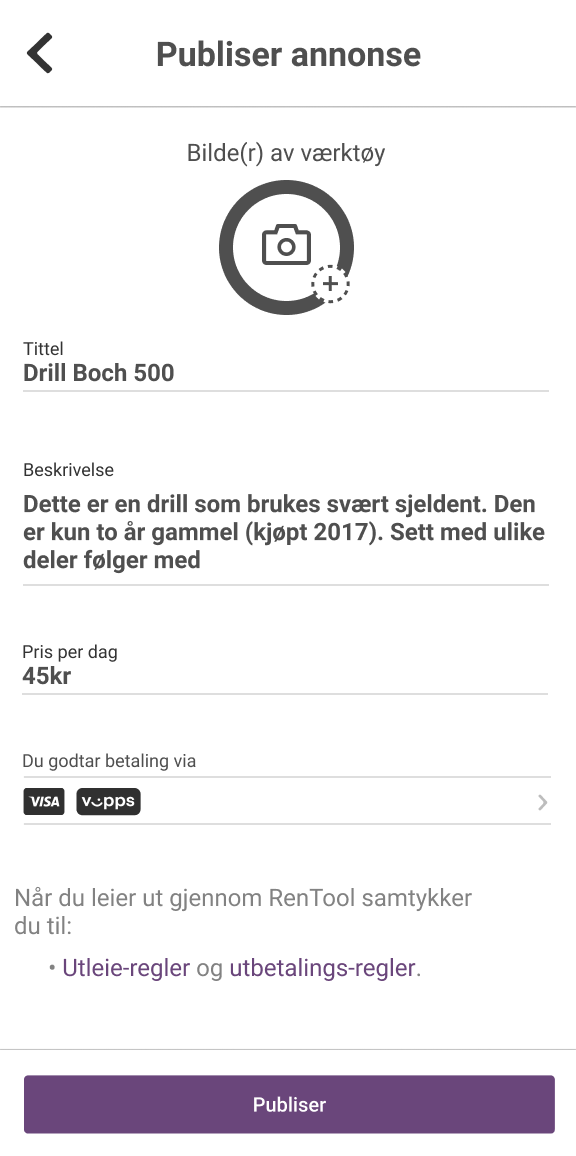 Publiser annonse
Bilde(r) av værktøy
Tittel
Drill Boch 500
Beskrivelse
Dette er en drill som brukes svært sjeldent. Den
er kun to år gammel (kjøpt 2017). Sett med ulike
deler følger med
Pris per dag
45kr
Du godtar betaling via
VISA vipps
Når du leier ut gjennom RenTool samtykker
du til:
• Utleie-regler og utbetalings-regler.
Publiser